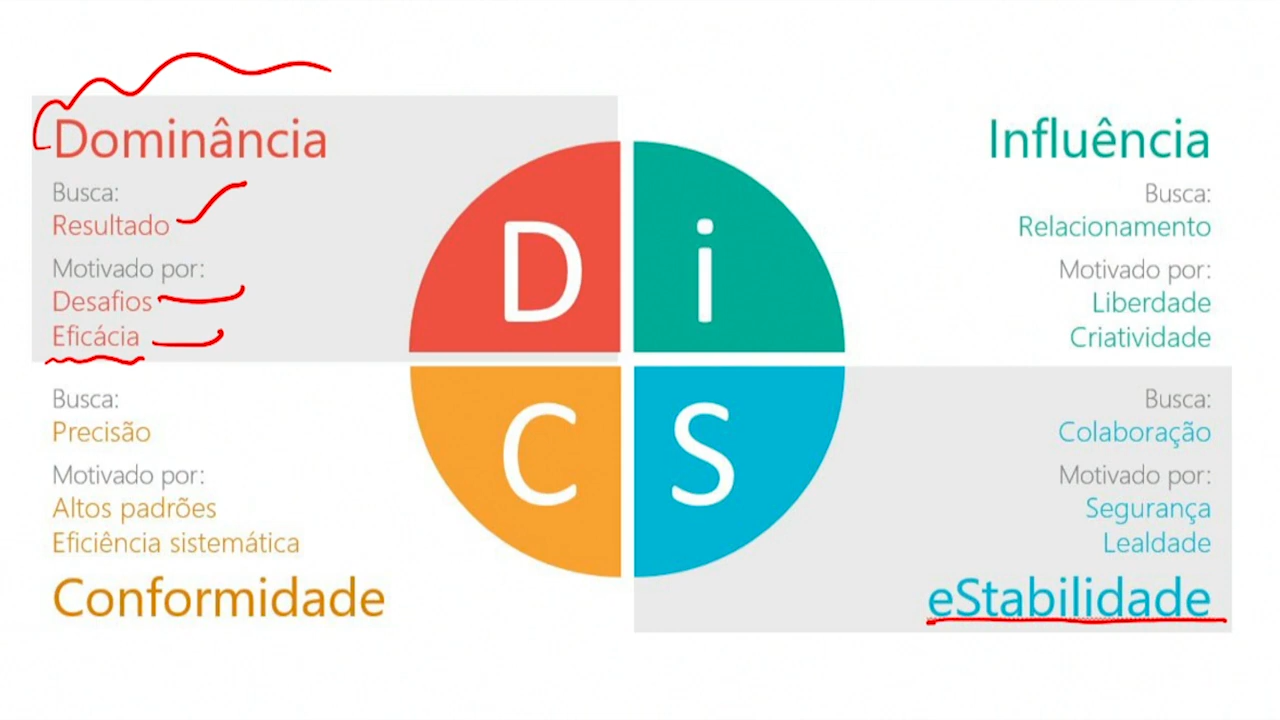 Dominância
Busca:
Resultado
Motivado por:
Desafios
Eficácia
D
i
Influência
Busca:
Relacionamento
Motivado por:
Liberdade
Criatividade
Busca:
Precisão
Motivado por:
Altos padrões
Eficiência sistemática
Conformidade
C
S
Busca:
Colaboração
Motivado por:
Segurança
Lealdade
eStabilidade